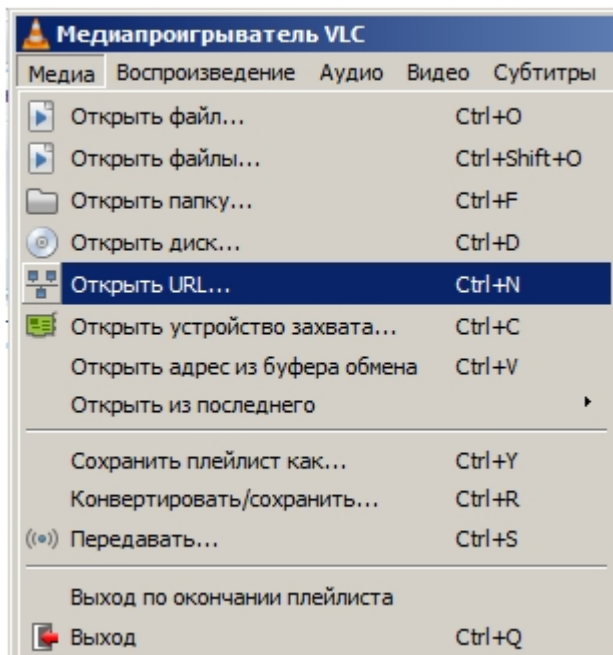 Медиапроигрыватель VLC
Медиа Воспроизведение Аудио Видео Субтитры
Открыть файл... Ctrl+O
Открыть файлы... Ctrl+Shift+O
Открыть папку... Ctrl+F
Открыть диск... Ctrl+D
Открыть URL... Ctrl+N
Открыть устройство захвата... Ctrl+C
Открыть адрес из буфера обмена Ctrl+V
Открыть из последнего
Сохранить плейлист как... Ctrl+Y
Конвертировать/сохранить... Ctrl+R
Передавать... Ctrl+S
Выход по окончании плейлиста
Выход Ctrl+Q